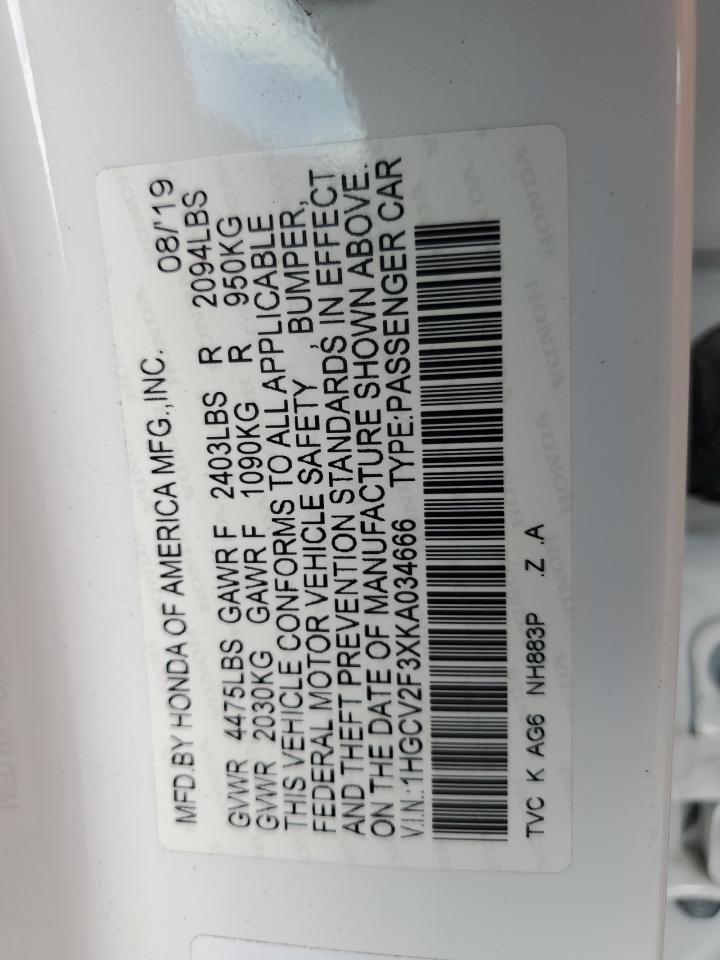 MFD.BY HONDA OF AMERICA MFG.,INC. 08/'19
GVWR 4475LBS GAWR F 2403LBS R 2094LBS
GVWR 2030KG GAWR F 1090KG R 950KG
THIS VEHICLE CONFORMS TO ALL APPLICABLE
FEDERAL MOTOR VEHICLE SAFETY , BUMPER,
AND THEFT PREVENTION STANDARDS IN EFFECT
ON THE DATE OF MANUFACTURE SHOWN ABOVE.
V.I.N.:1HGCV2F3XKA034666 TYPE:PASSENGER CAR
TVC K AG6 NH883P .Z .A